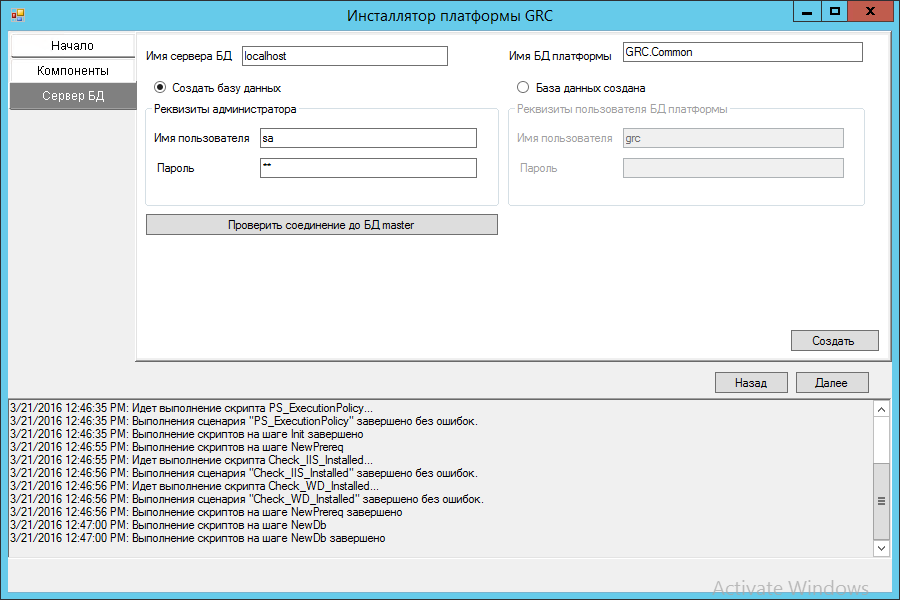 Инсталлятор платформы GRC
Начало
Компоненты
Сервер БД
Имя сервера БД localhost
Имя БД платформы GRC.Common
Создать базу данных
База данных создана
Реквизиты администратора
Имя пользователя sa
Пароль **
Реквизиты пользователя БД платформы
Имя пользователя grc
Пароль
Проверить соединение до БД master
Создать
Назад Далее
3/21/2016 12:46:35 PM: Идет выполнение скрипта PS_ExecutionPolicy...
3/21/2016 12:46:35 PM: Выполнения сценария "PS_ExecutionPolicy" завершено без ошибок.
3/21/2016 12:46:35 PM: Выполнение скриптов на шаге Init завершено
3/21/2016 12:46:55 PM: Выполнение скриптов на шаге NewPrereq
3/21/2016 12:46:55 PM: Идет выполнение скрипта Check_IIS_Installed...
3/21/2016 12:46:56 PM: Выполнения сценария "Check_IIS_Installed" завершено без ошибок.
3/21/2016 12:46:56 PM: Идет выполнение скрипта Check_WD_Installed...
3/21/2016 12:46:56 PM: Выполнения сценария "Check_WD_Installed" завершено без ошибок.
3/21/2016 12:46:56 PM: Выполнение скриптов на шаге NewPrereq завершено
3/21/2016 12:47:00 PM: Выполнение скриптов на шаге NewDb
3/21/2016 12:47:00 PM: Выполнение скриптов на шаге NewDb завершено
Activate Windows